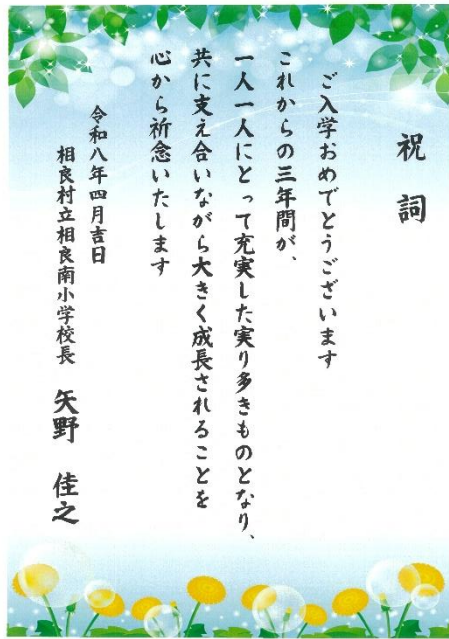 祝詞
ご入学おめでとうございます
これからの三年間が、
一人一人にとって充実した実り多きものとなり、
共に支え合いながら大きく成長されることを
心から祈念いたします
令和八年四月吉日
相良村立相良南小学校長 矢野 佳之